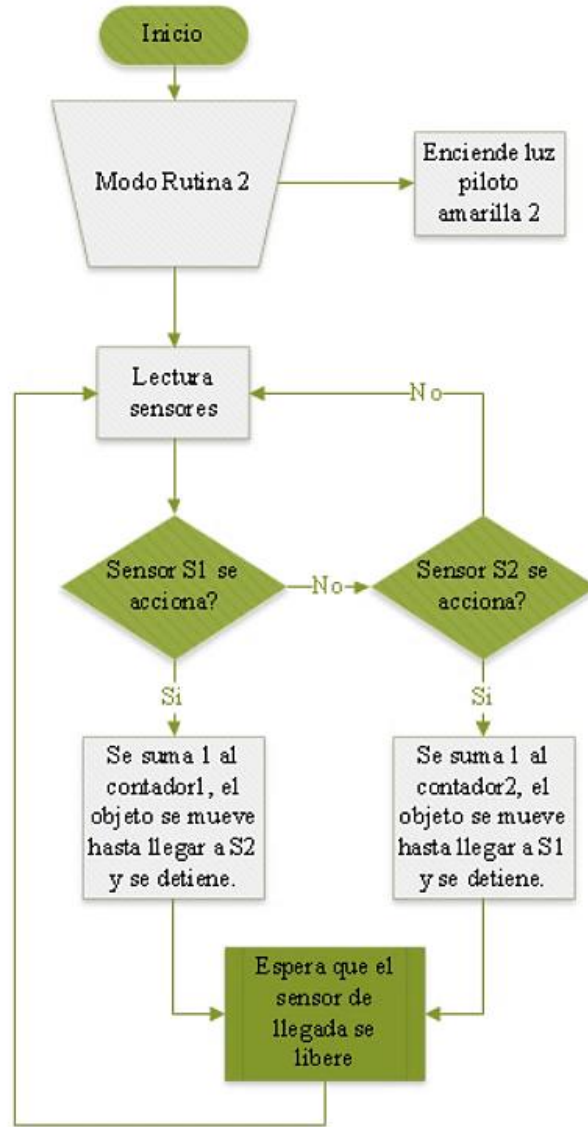 Inicio
Modo Rutina 2
Enciende luz
piloto
amarilla 2
Lectura
sensores
No
Sensor S1 se
acciona?
No
Sensor S2 se
acciona?
Si
Si
Se suma 1 al
contador1, el
objeto se mueve
hasta llegar a S2
y se detiene.
Se suma 1 al
contador2, el
objeto se mueve
hasta llegar a S1
y se detiene.
Espera que el
sensor de
llegada se
libere